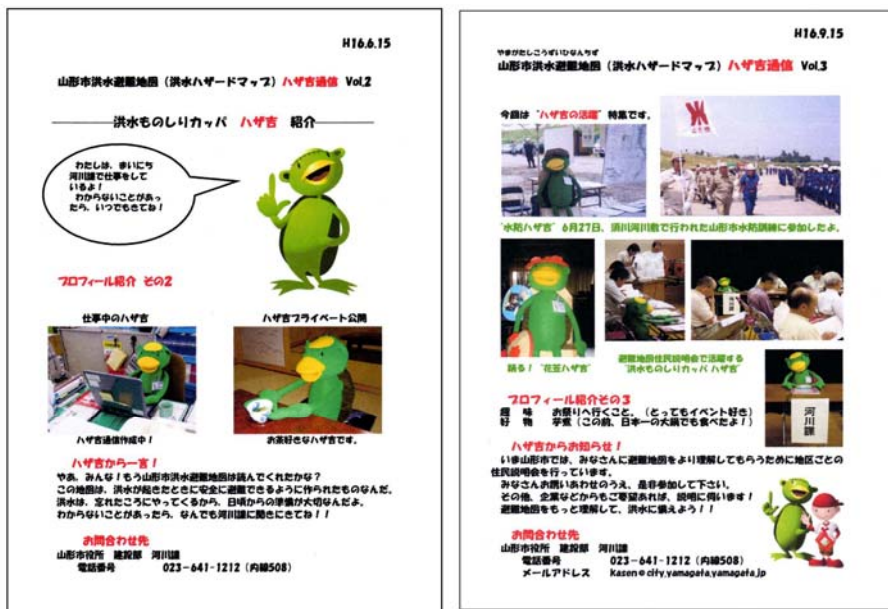 H16.6.15
山形市洪水避難地図（洪水ハザードマップ）ハザ吉通信 Vol.2
洪水ものしりカッパ ハザ吉 紹介
わたしは、まいにち
河川課で仕事をして
いるよ！
わからないことがあっ
たら、いつでもきてね！
プロフィール紹介 その2
仕事中のハザ吉
ハザ吉プライベート公開
ハザ吉通信作成中！
お茶好きなハザ吉です。
ハザ吉から一言！
やあ、みんな！もう山形市洪水避難地図は読んでくれたかな？
この地図は、洪水が起きたときに安全に避難できるように作られたものなんだ。
洪水は、忘れたころにやってくるから、日頃からの準備が大切なんだよ。
わからないことがあったら、なんでも河川課に聞きにきてね！！
お問合わせ先
山形市役所 建設部 河川課
電話番号 023-641-1212（内線508）
H16.9.15
やまがたしこうずいひなんちず
山形市洪水避難地図（洪水ハザードマップ）ハザ吉通信 Vol.3
今回は “ハザ吉の活躍” 特集です。
“水防ハザ吉” 6月27日、須川河川敷で行われた山形市水防訓練に参加したよ。
踊る！ “花笠ハザ吉”
避難地図住民説明会で活躍する
“洪水ものしりカッパ ハザ吉”
河川課
プロフィール紹介その3
趣 味 お祭りへ行くこと。（とってもイベント好き）
好 物 芋煮（この前、日本一の大鍋でも食べたよ！）
ハザ吉からお知らせ！
いま山形市では、みなさんに避難地図をより理解してもらうために地区ごとの
住民説明会を行っています。
みなさんお誘いあわせのうえ、是非参加して下さい。
その他、企業などからもご要望あれば、説明に伺います！
避難地図をもっと理解して、洪水に備えよう！！
お問合わせ先
山形市役所 建設部 河川課
電話番号 023-641-1212（内線508）
メールアドレス kasen@city.yamagata.yamagata.jp